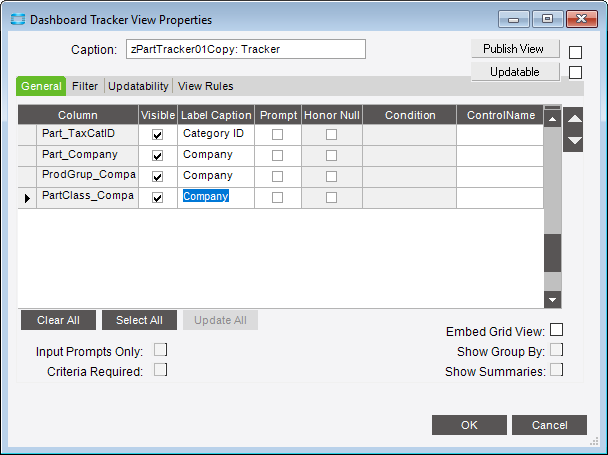 Dashboard Tracker View Properties
Caption: zPartTracker01Copy: Tracker
Publish View
Updatable
General Filter Updatability View Rules
Column Visible Label Caption Prompt Honor Null Condition ControlName
Part_TaxCatID Category ID
Part_Company Company
ProdGrup_Compa Company
PartClass_Compa Company
Clear All Select All Update All
Embed Grid View:
Input Prompts Only: Show Group By:
Criteria Required: Show Summaries:
OK Cancel